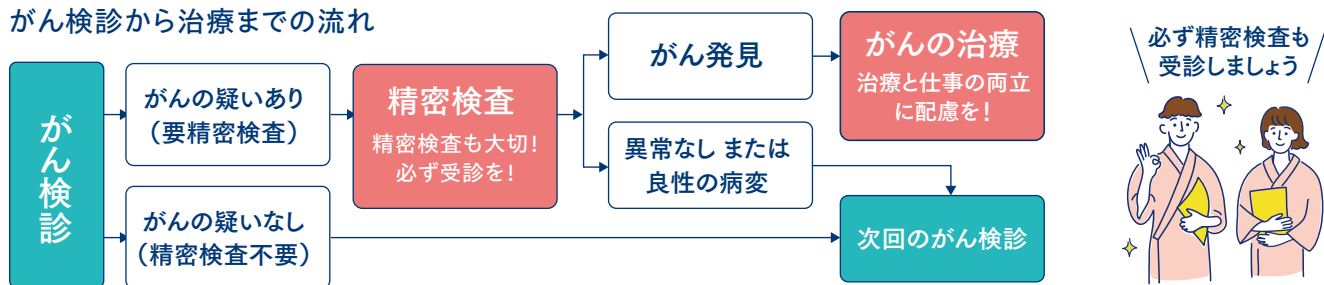 がん検診から治療までの流れ
がん検診
がんの疑いあり
（要精密検査）
がんの疑いなし
（精密検査不要）
精密検査
精密検査も大切！
必ず受診を！
がん発見
異常なし または
良性の病変
がんの治療
治療と仕事の両立
に配慮を！
次回のがん検診
必ず精密検査も
受診しましょう